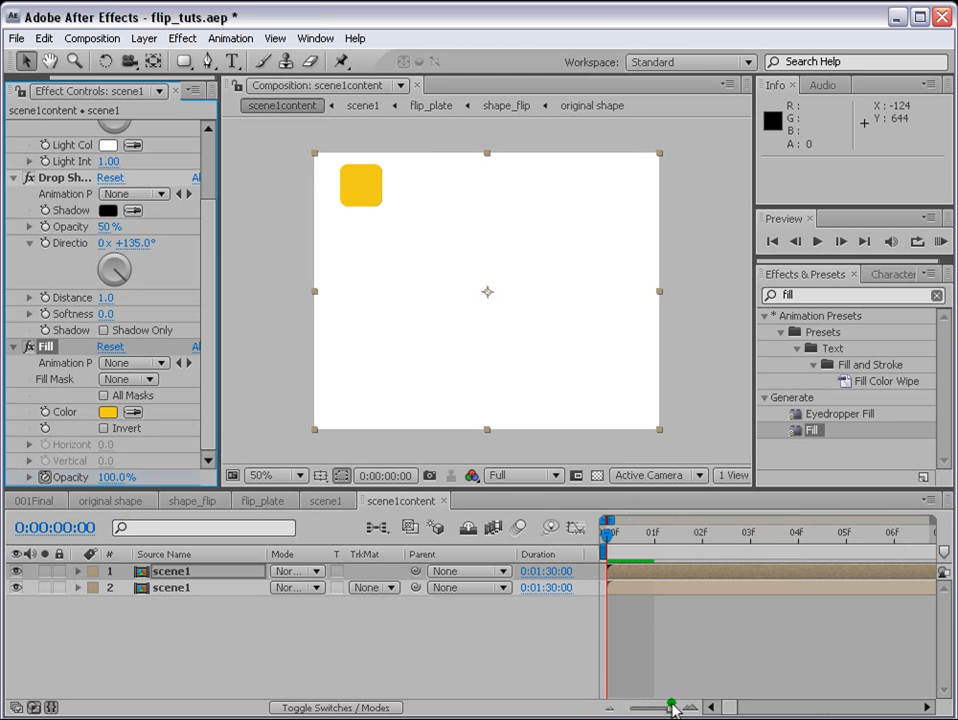 Adobe After Effects - flip_tuts.aep *
File Edit Composition Layer Effect Animation View Window Help
Workspace: Standard Search Help
Effect Controls: scene1
scene1content • scene1
Light Col
Light Int 1.00
Drop Sh... Reset Al
Animation P None
Shadow
Opacity 50 %
Directio 0 x +135.0°
Distance 1.0
Softness 0.0
Shadow Shadow Only
Fill Reset Al
Animation P None
Fill Mask None
All Masks
Color
Invert
Horizont 0.0
Vertical 0.0
Opacity 100.0%
Composition: scene1content
scene1content scene1 flip_plate shape_flip original shape
50% 0:00:00:00 Full Active Camera 1 View
Info Audio
R : X : -124
G : Y : 644
B :
A : 0
Preview
Effects & Presets Character
fill
* Animation Presets
Presets
Text
Fill and Stroke
Fill Color Wipe
Generate
Eyedropper Fill
Fill
001Final original shape shape_flip flip_plate scene1 scene1content
0:00:00:00
# Source Name Mode T TrkMat Parent Duration
1 scene1 Nor... None 0:01:30:00
2 scene1 Nor... None None 0:01:30:00
01f 02f 03f 04f 05f 06f
Toggle Switches / Modes